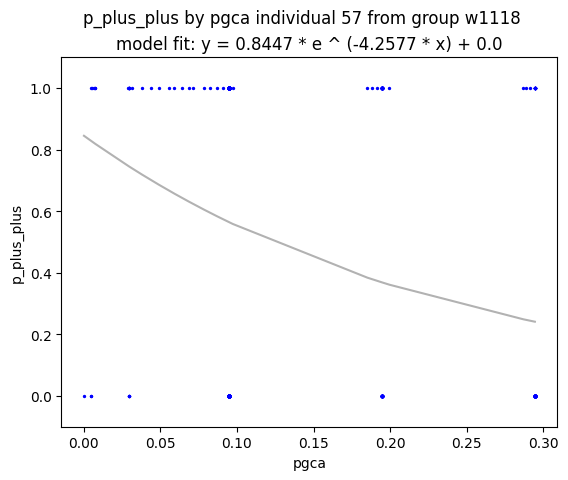 p_plus_plus by pgca individual 57 from group w1118
model fit: y = 0.8447 * e ^ (-4.2577 * x) + 0.0
1.0
0.8
0.6
0.4
0.2
0.0
p_plus_plus
0.00 0.05 0.10 0.15 0.20 0.25 0.30
pgca